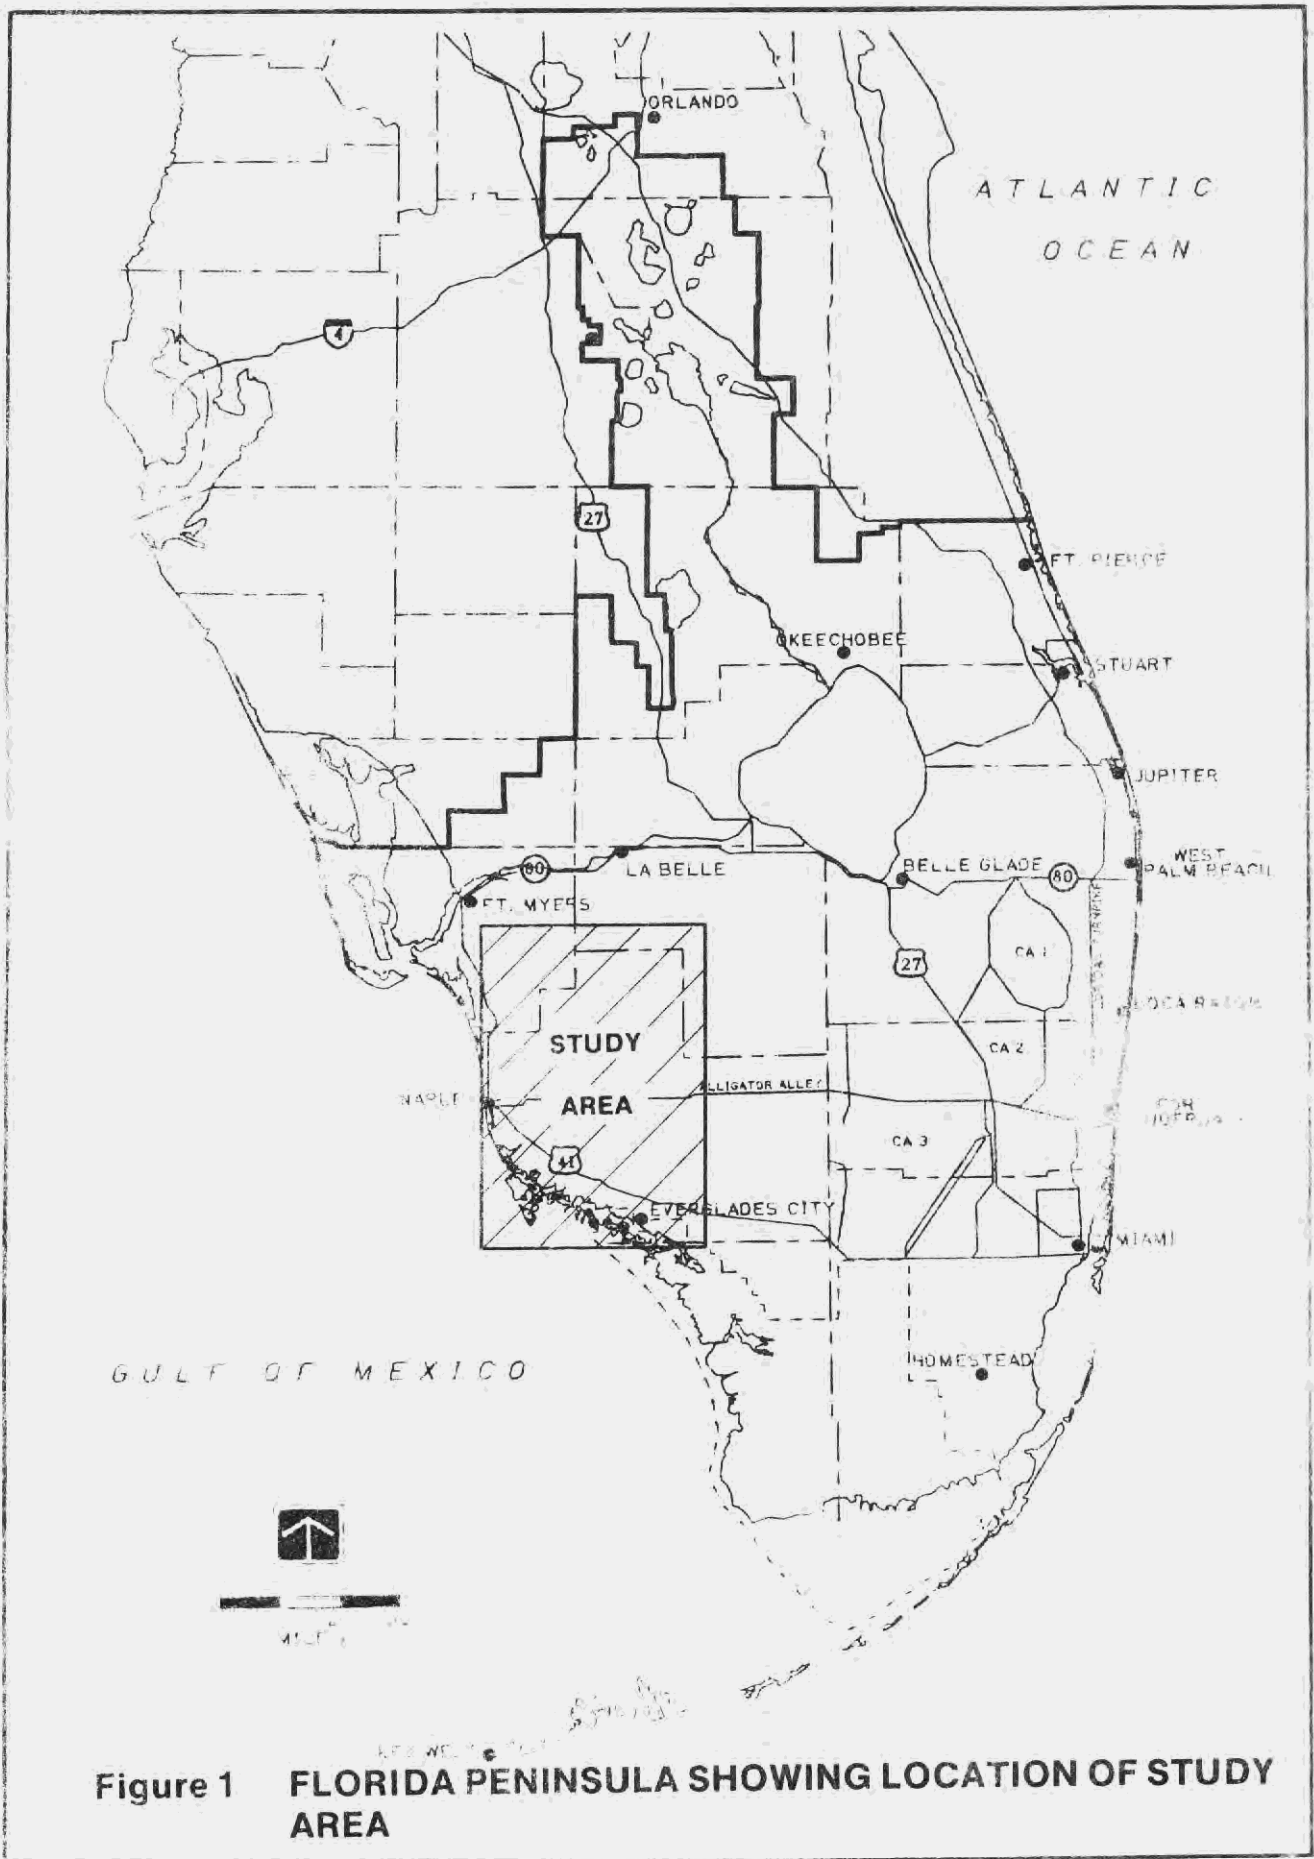 ORLANDO
ATLANTIC
OCEAN
4
27
FT. PIERCE
OKEECHOBEE
STUART
JUPITER
WEST
PALM BEACH
BELLE GLADE
80
80
LA BELLE
FT. MYERS
CA 1
27
STUDY
AREA
CA 2
ALLIGATOR ALLEY
CA 3
41
EVERGLADES CITY
MIAMI
HOMESTEAD
GULF OF MEXICO
Figure 1 FLORIDA PENINSULA SHOWING LOCATION OF STUDY
AREA